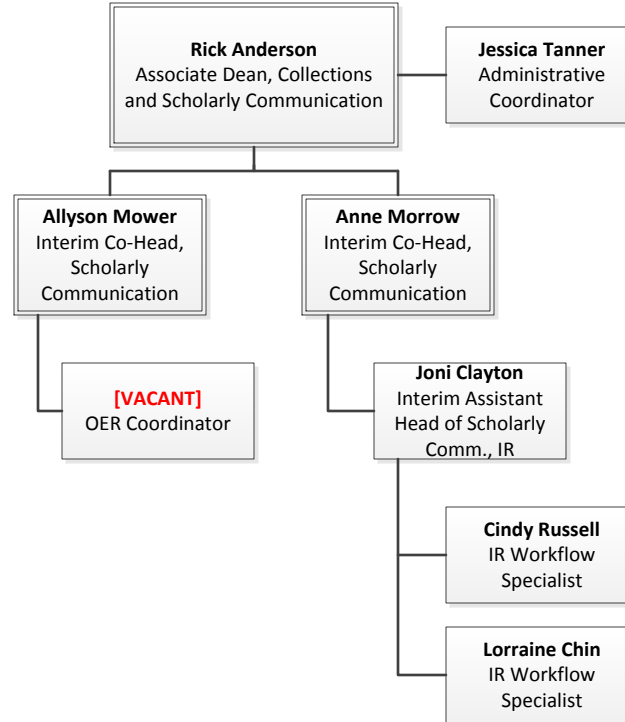 Rick Anderson
Associate Dean, Collections
and Scholarly Communication
Jessica Tanner
Administrative
Coordinator
Allyson Mower
Interim Co-Head,
Scholarly
Communication
Anne Morrow
Interim Co-Head,
Scholarly
Communication
[VACANT]
OER Coordinator
Joni Clayton
Interim Assistant
Head of Scholarly
Comm., IR
Cindy Russell
IR Workflow
Specialist
Lorraine Chin
IR Workflow
Specialist